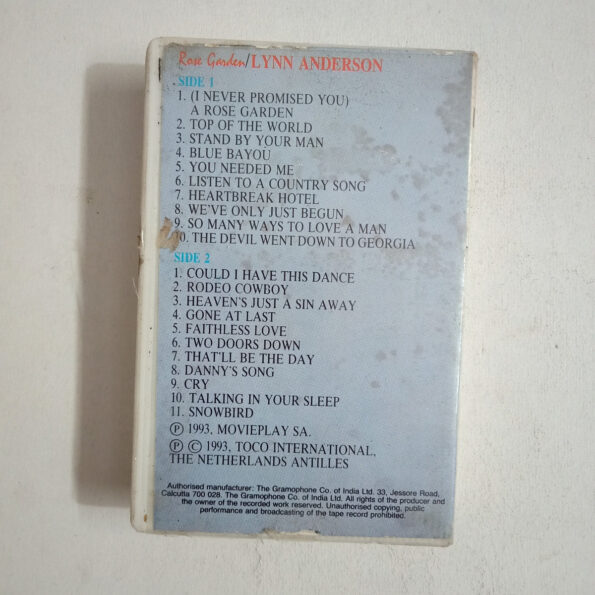 Rose Garden/LYNN ANDERSON
SIDE 1
1. (I NEVER PROMISED YOU)
A ROSE GARDEN
2. TOP OF THE WORLD
3. STAND BY YOUR MAN
4. BLUE BAYOU
5. YOU NEEDED ME
6. LISTEN TO A COUNTRY SONG
7. HEARTBREAK HOTEL
8. WE'VE ONLY JUST BEGUN
9. SO MANY WAYS TO LOVE A MAN
10. THE DEVIL WENT DOWN TO GEORGIA
SIDE 2
1. COULD I HAVE THIS DANCE
2. RODEO COWBOY
3. HEAVEN'S JUST A SIN AWAY
4. GONE AT LAST
5. FAITHLESS LOVE
6. TWO DOORS DOWN
7. THAT'LL BE THE DAY
8. DANNY'S SONG
9. CRY
10. TALKING IN YOUR SLEEP
11. SNOWBIRD
Ⓟ 1993, MOVIEPLAY SA.
Ⓟ © 1993, TOCO INTERNATIONAL,
THE NETHERLANDS ANTILLES
Authorised manufacturer: The Gramophone Co. of India Ltd. 33, Jessore Road,
Calcutta 700 028. The Gramophone Co. of India Ltd. All rights of the producer and
the owner of the recorded work reserved. Unauthorised copying, public
performance and broadcasting of the tape record prohibited.